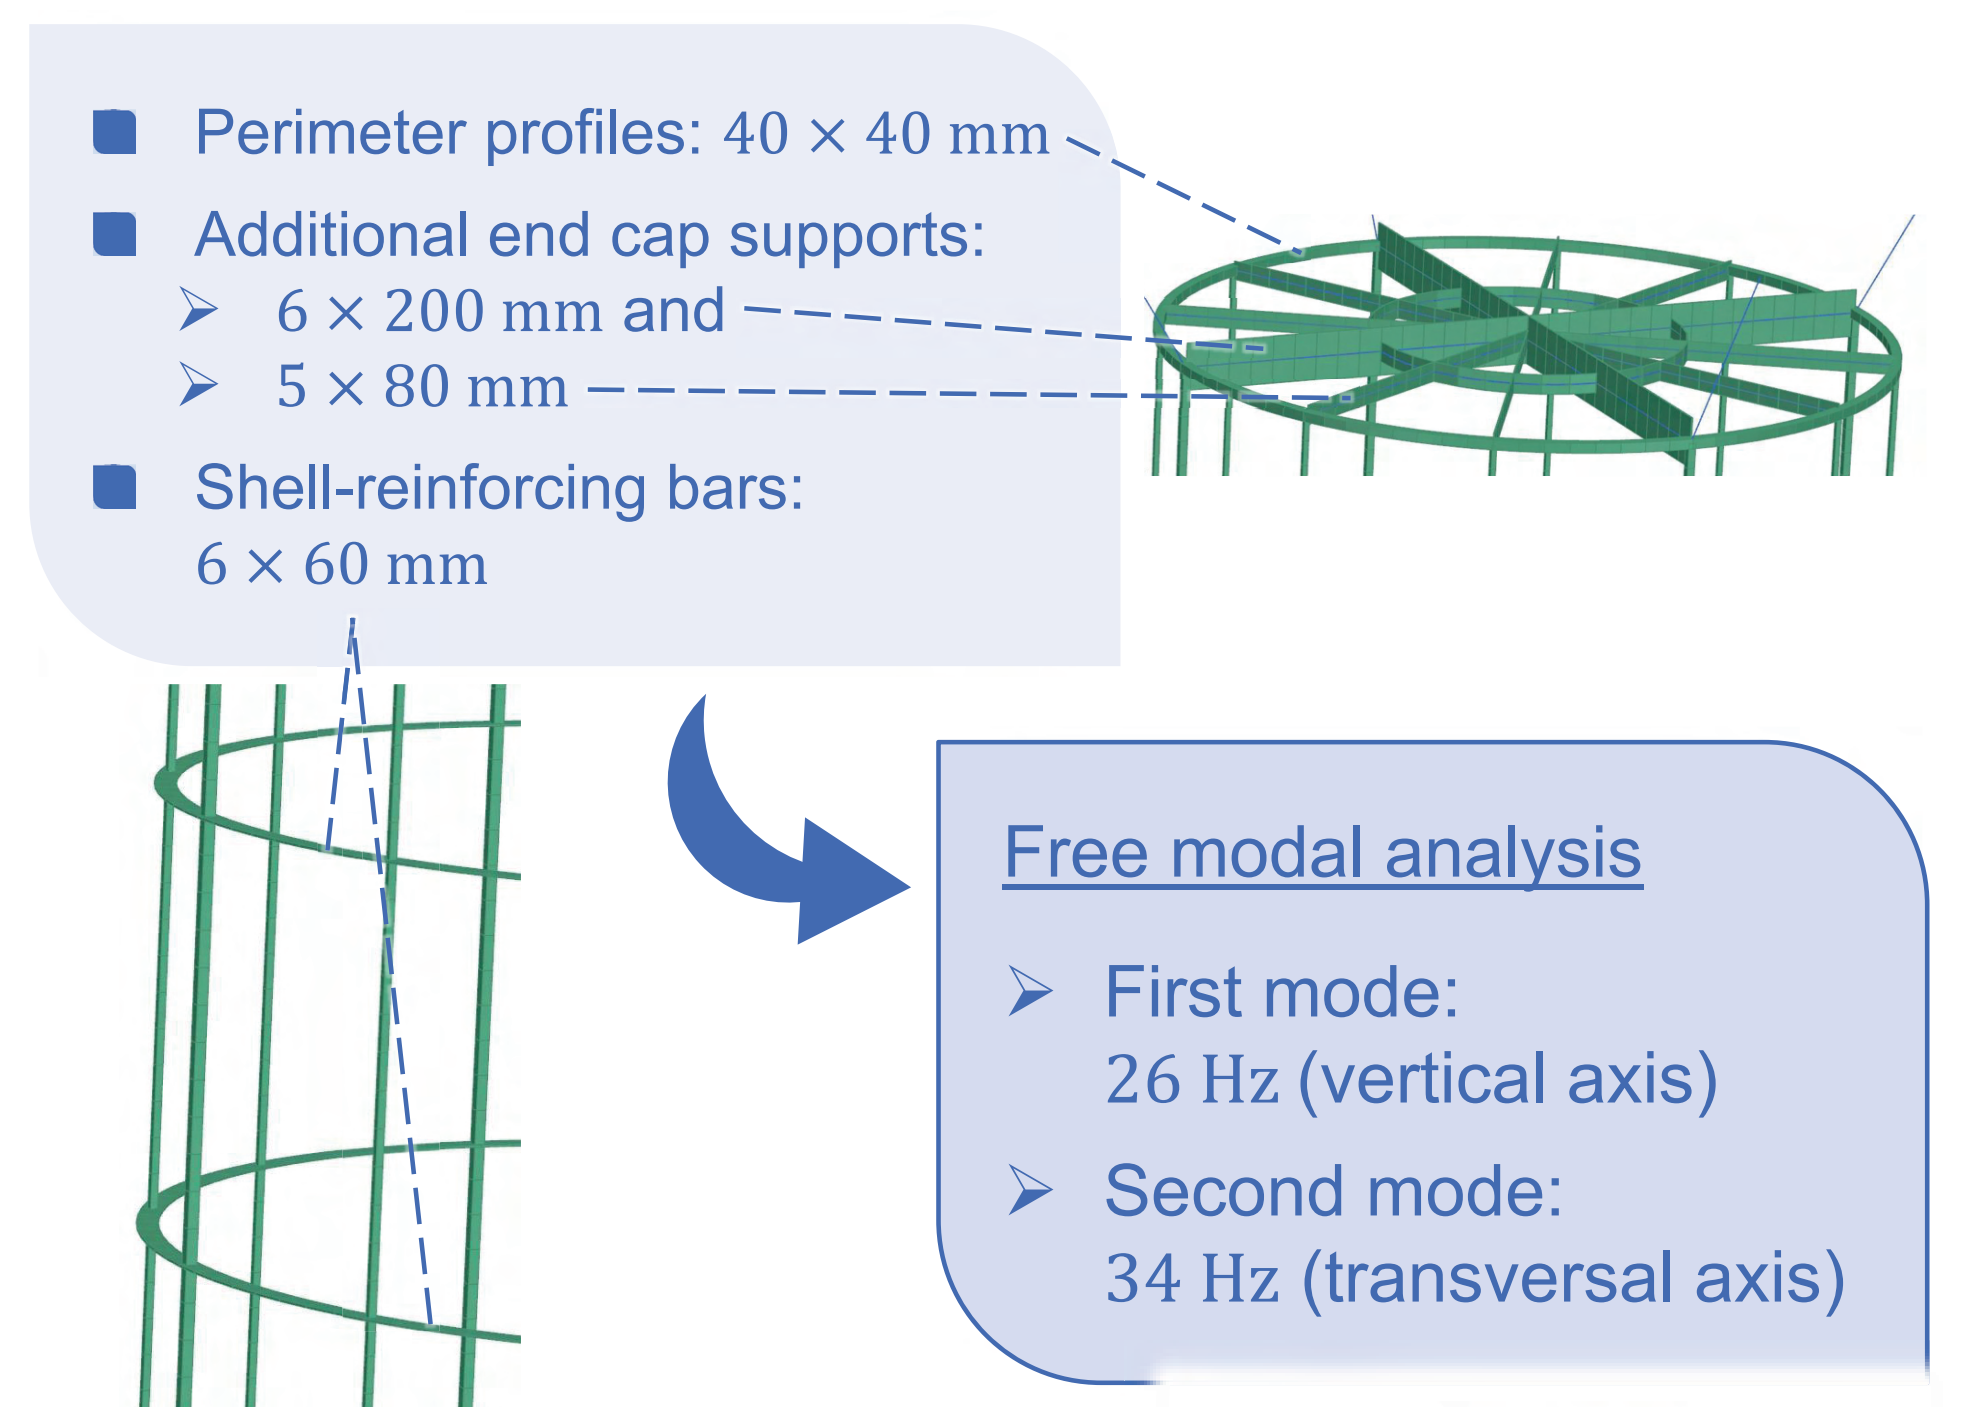 Perimeter profiles: 40 × 40 mm
Additional end cap supports:
6 × 200 mm and
5 × 80 mm
Shell-reinforcing bars:
6 × 60 mm
Free modal analysis
First mode:
26 Hz (vertical axis)
Second mode:
34 Hz (transversal axis)